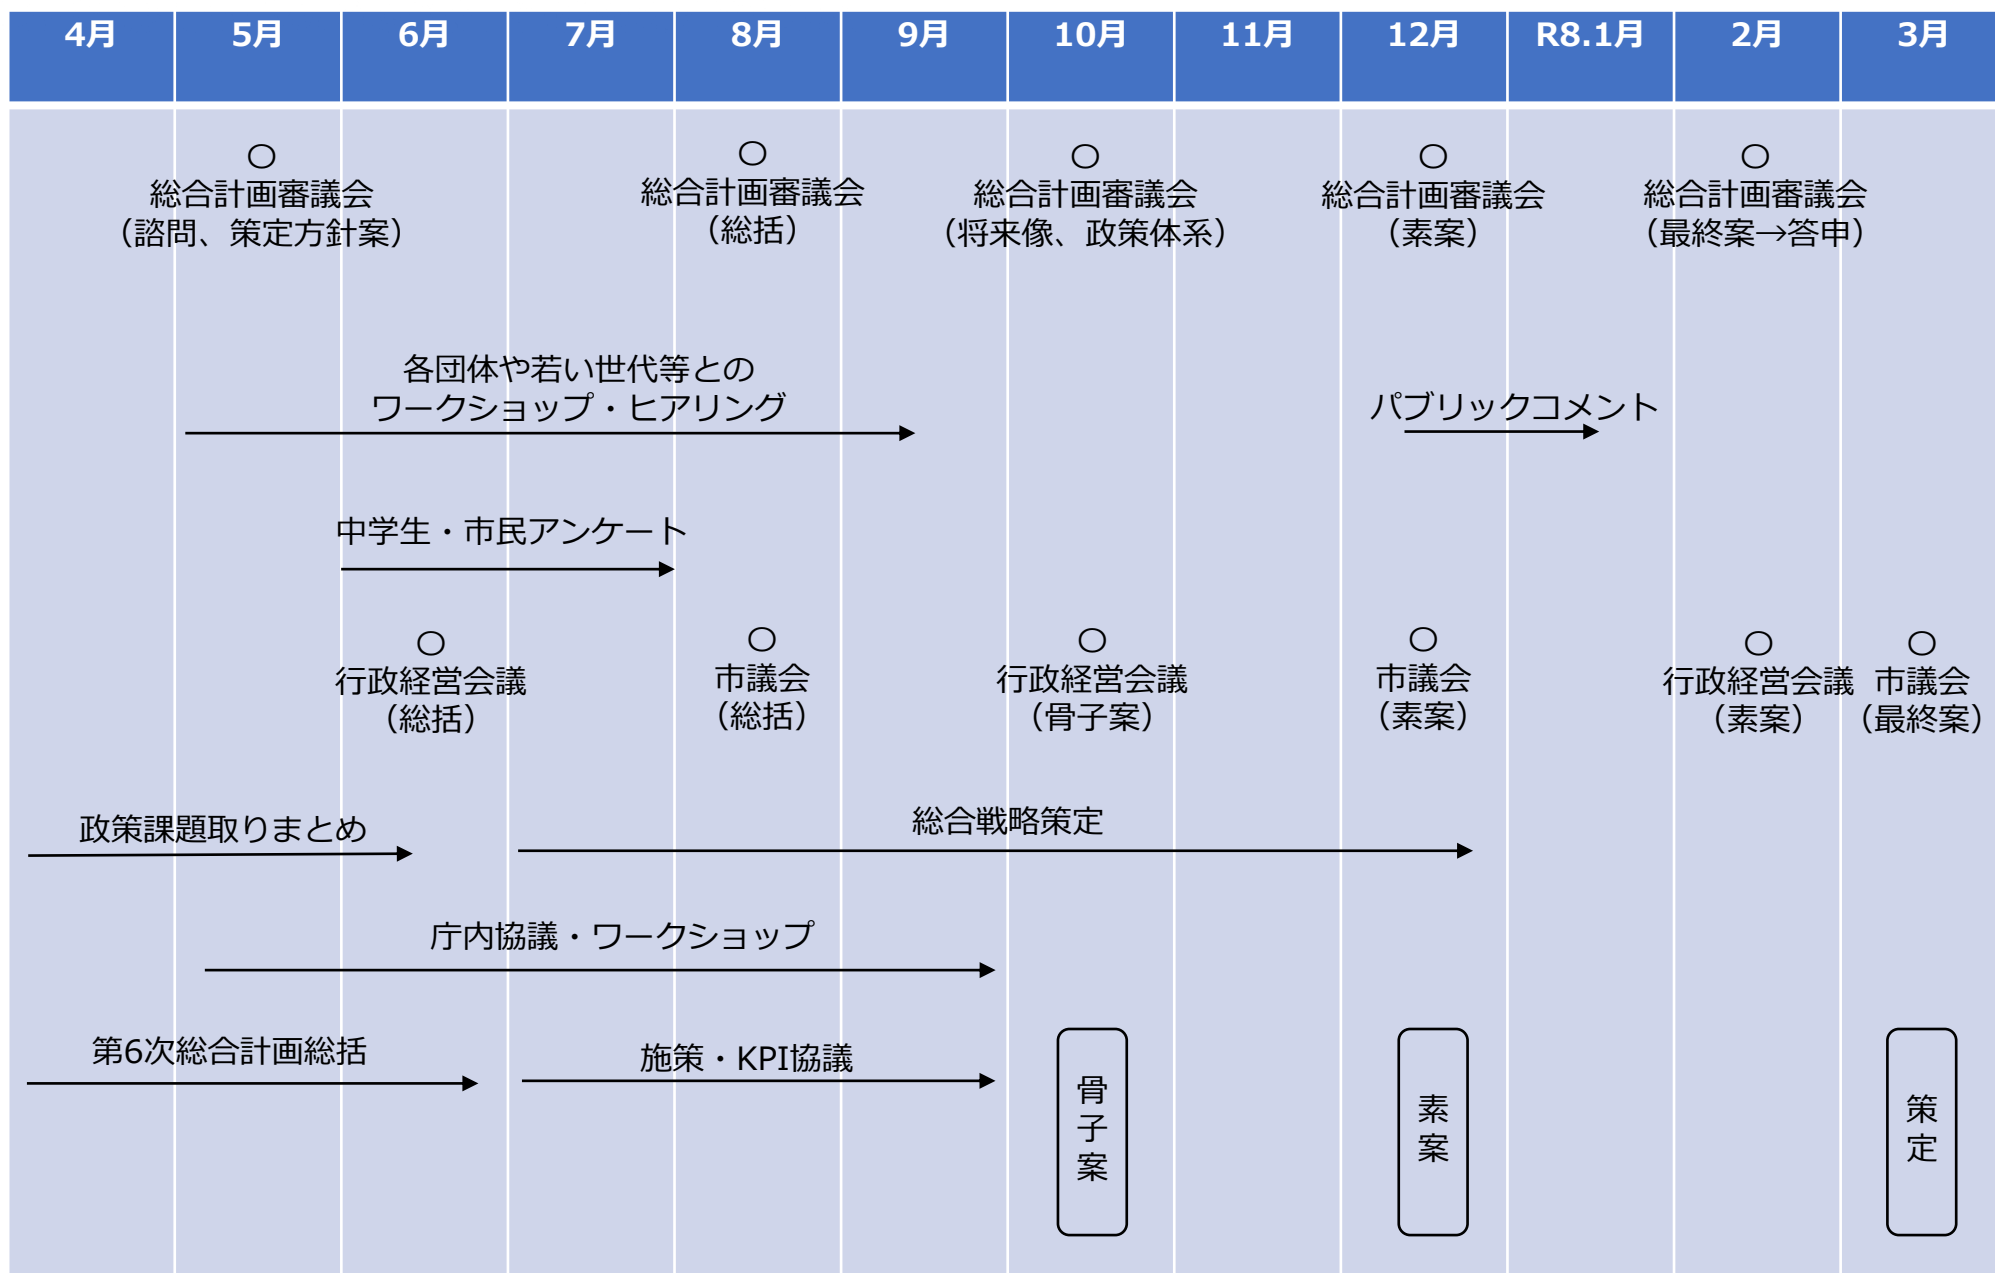 4月 5月 6月 7月 8月 9月 10月 11月 12月 R8.1月 2月 3月
〇
総合計画審議会
（諮問、策定方針案）
〇
総合計画審議会
（総括）
〇
総合計画審議会
（将来像、政策体系）
〇
総合計画審議会
（素案）
〇
総合計画審議会
（最終案→答申）
各団体や若い世代等との
ワークショップ・ヒアリング
パブリックコメント
中学生・市民アンケート
〇
行政経営会議
（総括）
〇
市議会
（総括）
〇
行政経営会議
（骨子案）
〇
市議会
（素案）
〇
行政経営会議
（素案）
〇
市議会
（最終案）
政策課題取りまとめ
総合戦略策定
庁内協議・ワークショップ
第6次総合計画総括
施策・KPI協議
骨子案
素案
策定